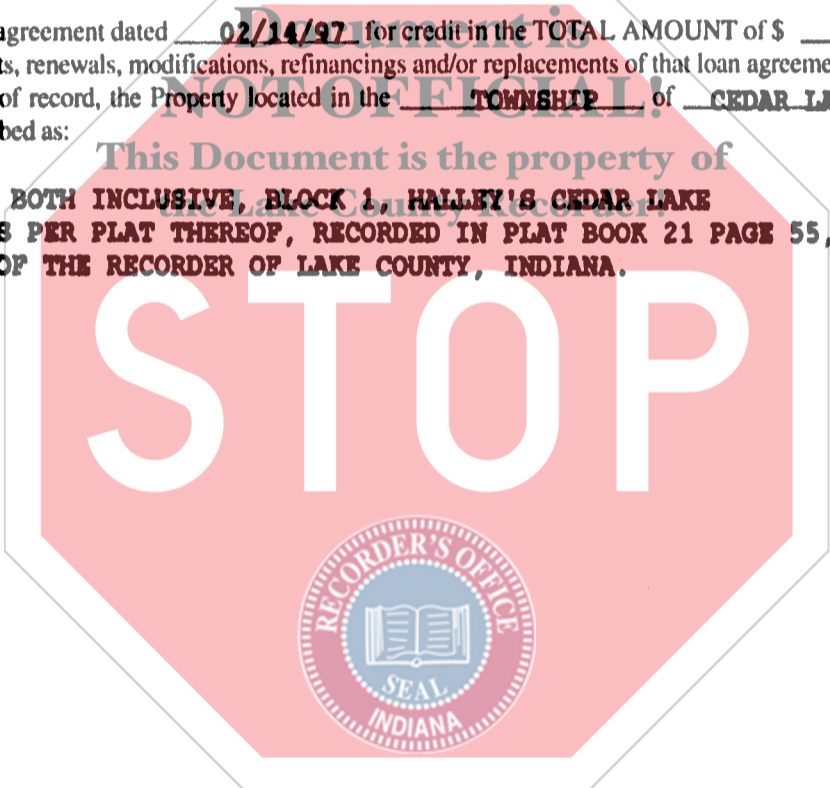 agreement dated 02/14/97 for credit in the TOTAL AMOUNT of $
ts, renewals, modifications, refinancings and/or replacements of that loan agreeme
of record, the Property located in the TOWNSHIP of CEDAR LA
bed as:
BOTH INCLUSIVE, BLOCK 1, HALLEY'S CEDAR LAKE
S PER PLAT THEREOF, RECORDED IN PLAT BOOK 21 PAGE 55,
OF THE RECORDER OF LAKE COUNTY, INDIANA.
Document is
NOT OFFICIAL!
This Document is the property of
the Lake County Recorder!
STOP
RECORDER'S OFFICE
SEAL
INDIANA